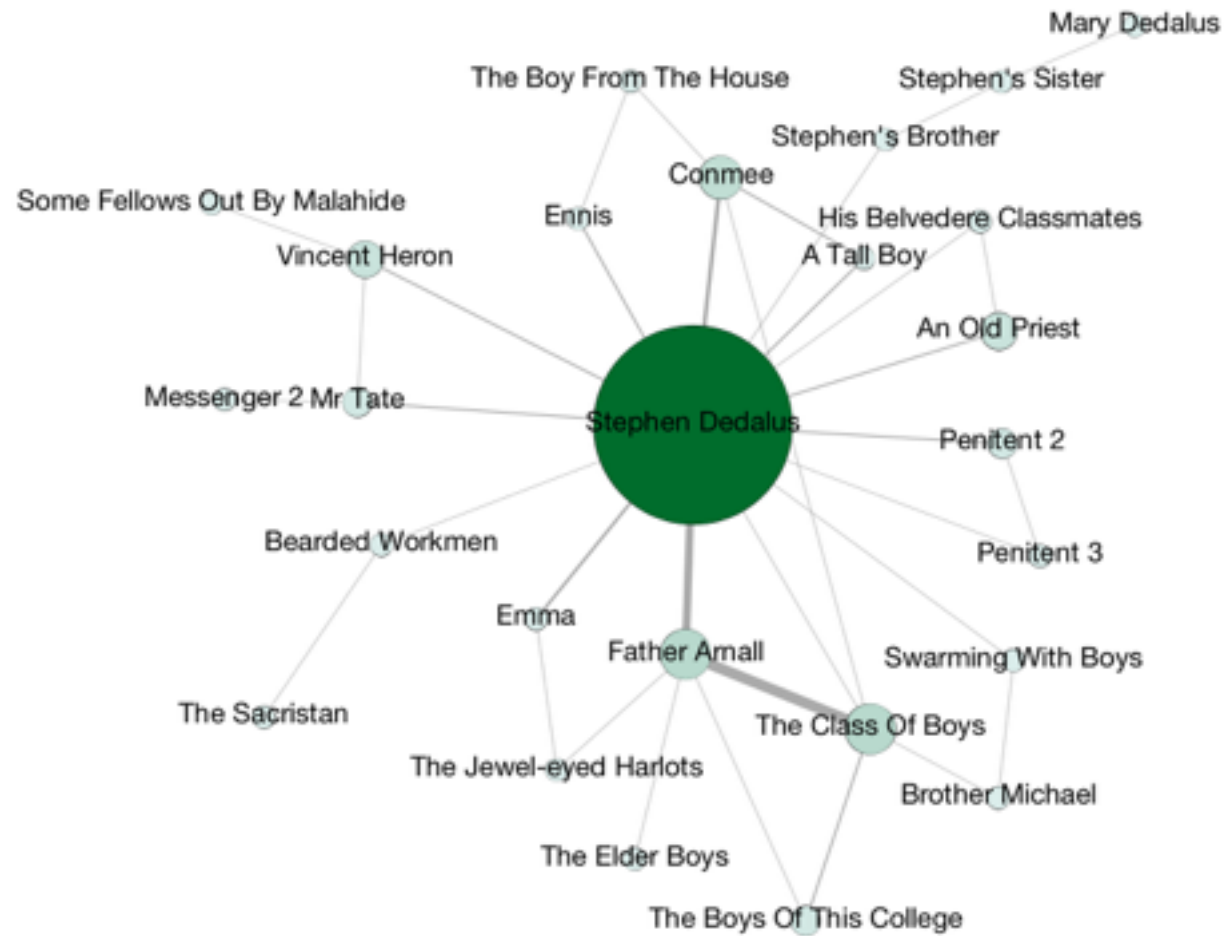 Mary Dedalus
The Boy From The House
Stephen's Sister
Stephen's Brother
Conmee
Some Fellows Out By Malahide
Ennis
His Belvedere Classmates
Vincent Heron
A Tall Boy
An Old Priest
Messenger 2
Mr Tate
Stephen Dedalus
Penitent 2
Bearded Workmen
Penitent 3
Emma
Father Arnall
Swarming With Boys
The Sacristan
The Class Of Boys
The Jewel-eyed Harlots
Brother Michael
The Elder Boys
The Boys Of This College